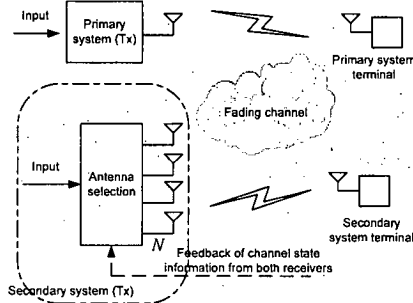 Input
Primary
system (Tx)
Primary system
terminal
Fading channel
Input
Antenna
selection
N
Secondary
system terminal
Feedback of channel state
information from both receivers
Secondary system (Tx)